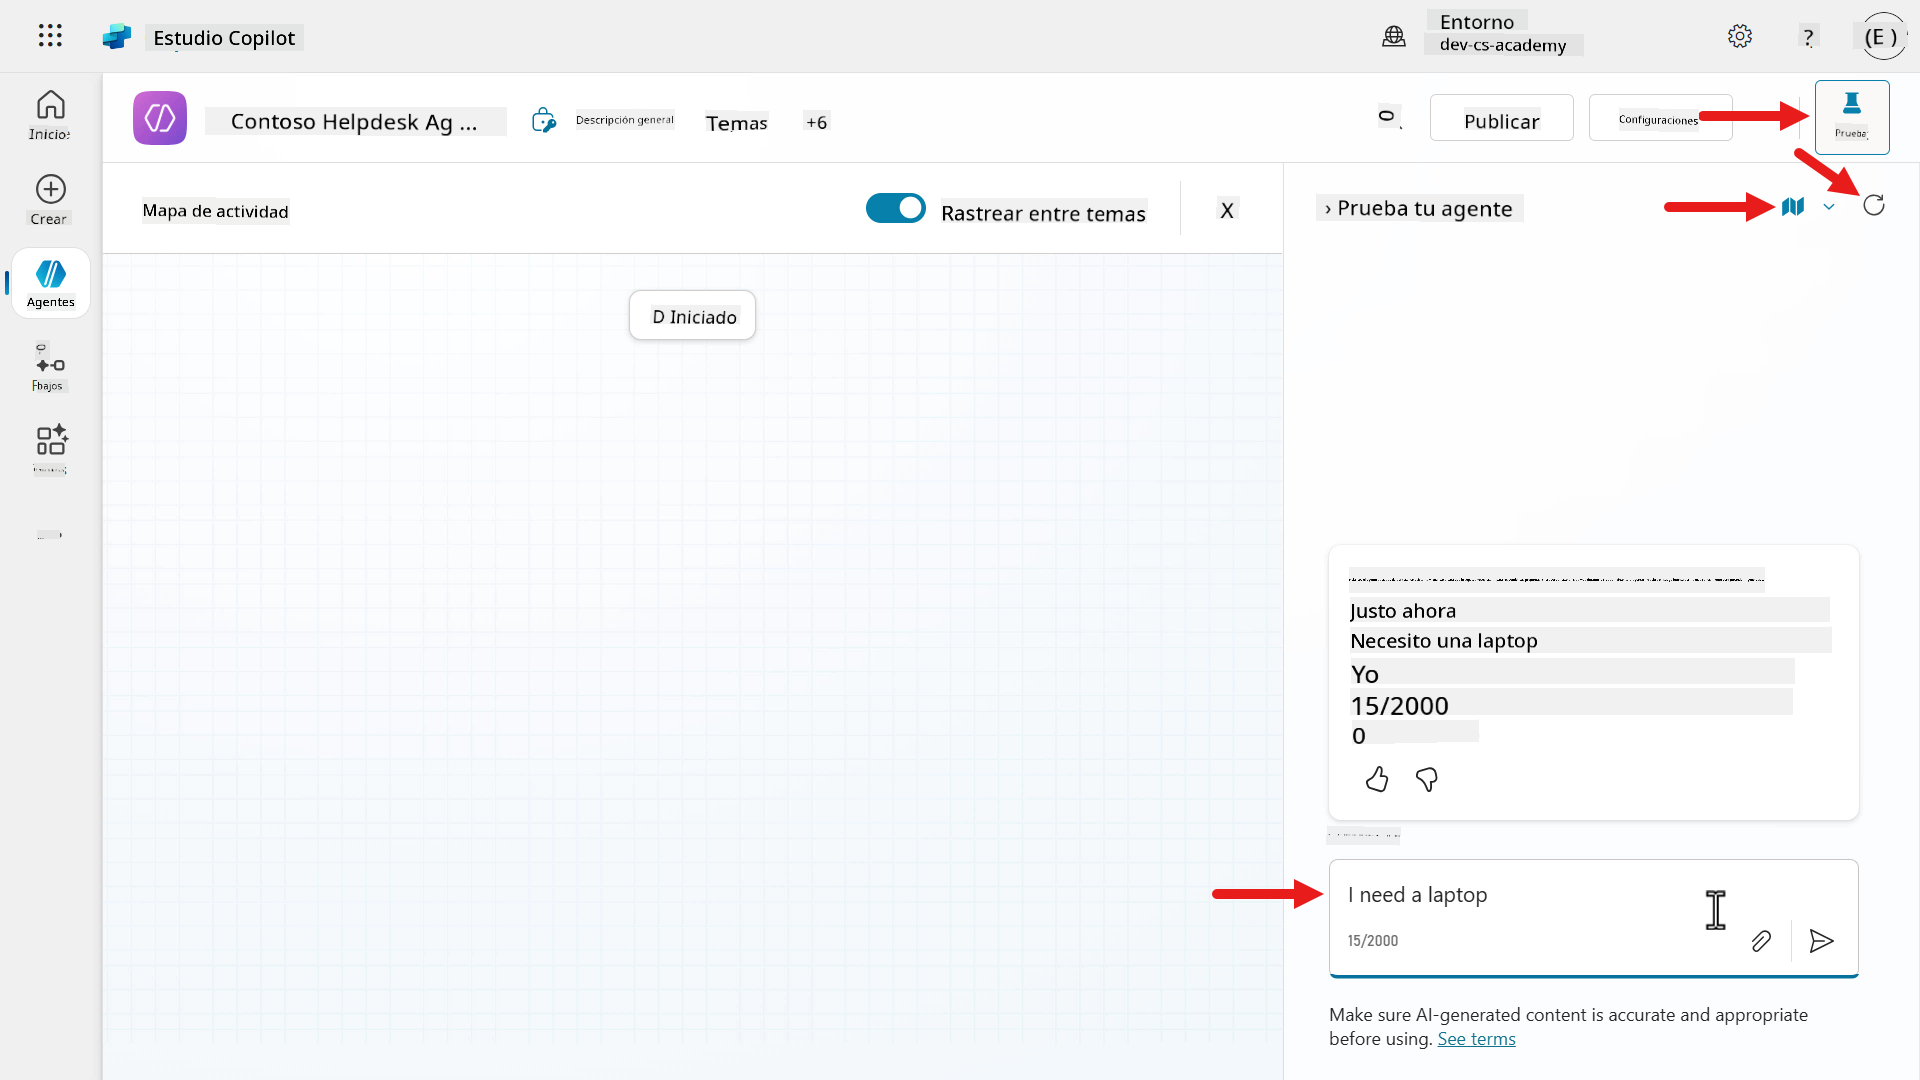 Estudio Copilot
Entorno
dev-cs-academy
?
(E )
Contoso Helpdesk Ag ...
Descripción general
Temas
+6
Publicar
Configuraciones
Prueba
Inicio
Crear
Agentes
Fbajos
Mapa de actividad
Rastrear entre temas
X
› Prueba tu agente
D Iniciado
Justo ahora
Necesito una laptop
Yo
15/2000
0
I need a laptop
15/2000
Make sure AI-generated content is accurate and appropriate
before using. See terms